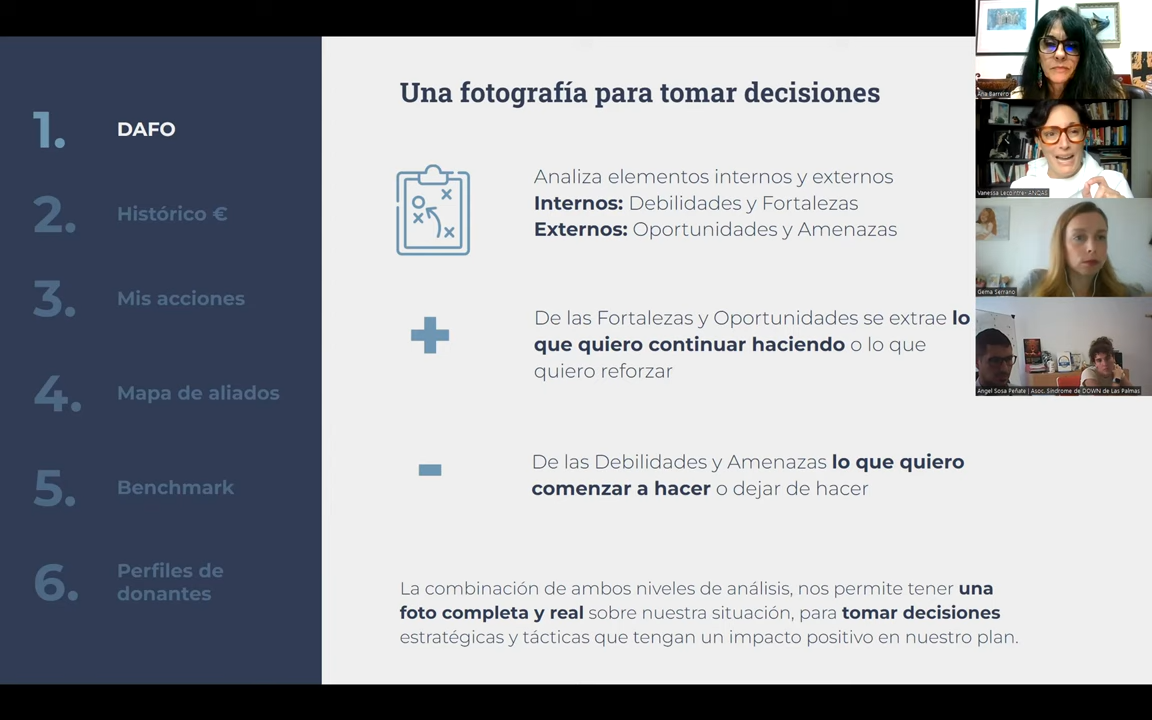 1. DAFO
2. Histórico €
3. Mis acciones
4. Mapa de aliados
5. Benchmark
6. Perfiles de
donantes
Una fotografía para tomar decisiones
Analiza elementos internos y externos
Internos: Debilidades y Fortalezas
Externos: Oportunidades y Amenazas
+
De las Fortalezas y Oportunidades se extrae lo
que quiero continuar haciendo o lo que
quiero reforzar
-
De las Debilidades y Amenazas lo que quiero
comenzar a hacer o dejar de hacer
La combinación de ambos niveles de análisis, nos permite tener una
foto completa y real sobre nuestra situación, para tomar decisiones
estratégicas y tácticas que tengan un impacto positivo en nuestro plan.
Ana Barrero
Vanessa Lecointre- ANQAS
Gema Serrano
Ángel Sosa Peñate | Asoc. Síndrome de DOWN de Las Palmas